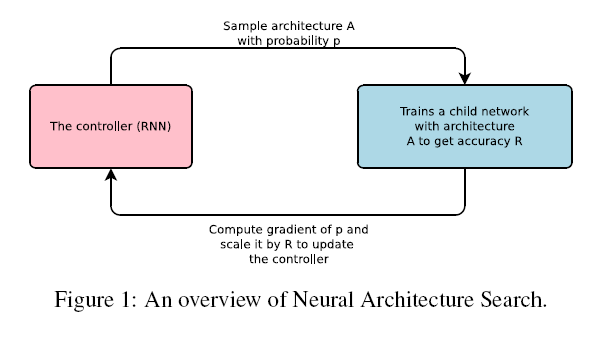 Sample architecture A
with probability p
The controller (RNN)
Trains a child network
with architecture
A to get accuracy R
Compute gradient of p and
scale it by R to update
the controller
Figure 1: An overview of Neural Architecture Search.